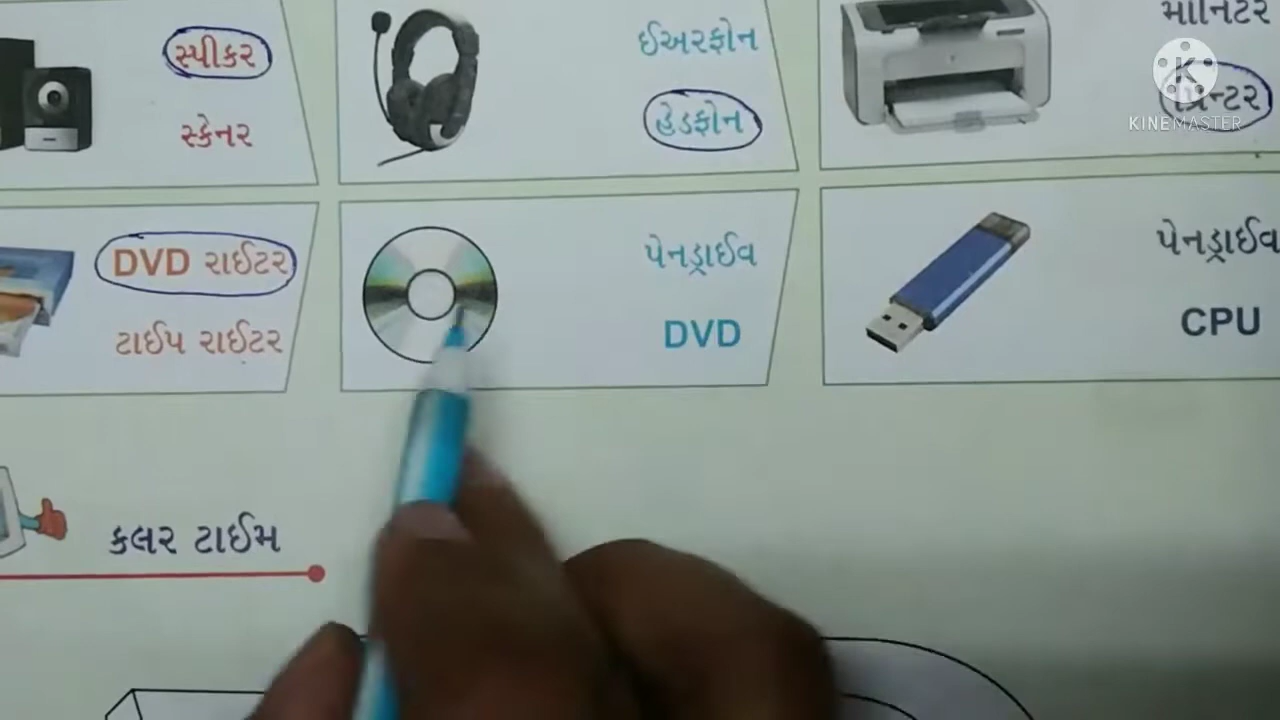 સ્પીકર
સ્કેનર
ઈઅરફોન
હેડફોન
મોનિટર
પ્રિન્ટર
KINEMASTER
DVD રાઈટર
ટાઈપ રાઈટર
પેનડ્રાઈવ
DVD
પેનડ્રાઈવ
CPU
કલર ટાઈમ